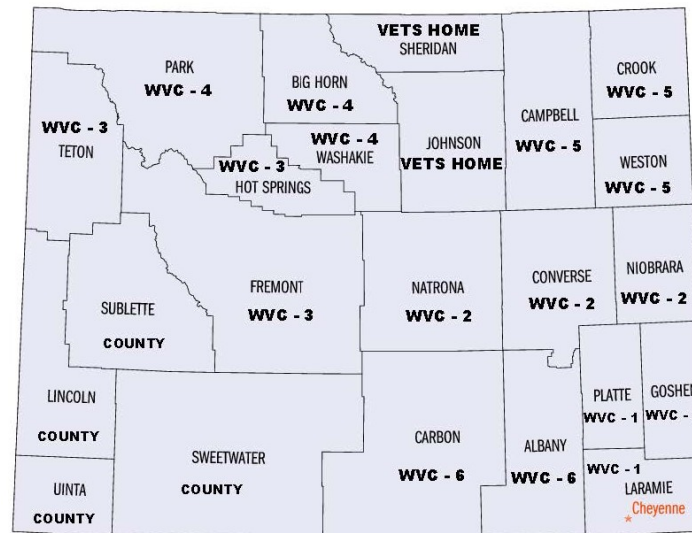 VETS HOME
SHERIDAN
PARK
WVC - 4
BIG HORN
WVC - 4
CROOK
WVC - 5
CAMPBELL
WVC - 5
WVC - 3
TETON
WVC - 4
WASHAKIE
JOHNSON
VETS HOME
WVC - 3
HOT SPRINGS
WESTON
WVC - 5
FREMONT
WVC - 3
NATRONA
WVC - 2
CONVERSE
WVC - 2
NIOBRARA
WVC - 2
SUBLETTE
COUNTY
LINCOLN
COUNTY
PLATTE
WVC - 1
GOSHEN
WVC -
SWEETWATER
COUNTY
CARBON
WVC - 6
ALBANY
WVC - 6
WVC - 1
LARAMIE
Cheyenne
UINTA
COUNTY